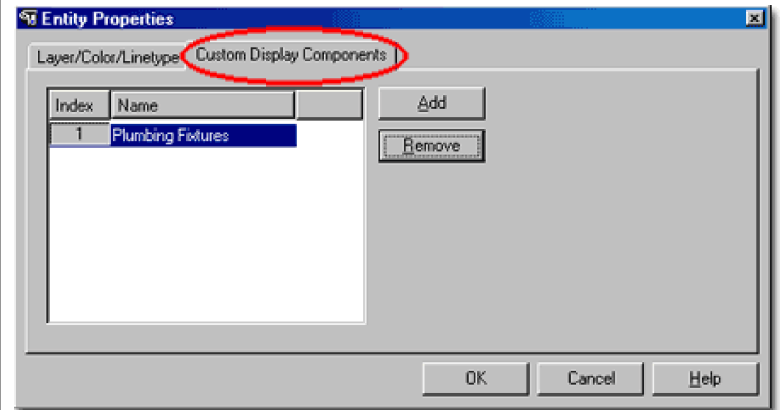 Entity Properties
Layer/Color/Linetype Custom Display Components
Index Name
1 Plumbing Fixtures
Add
Remove
OK Cancel Help